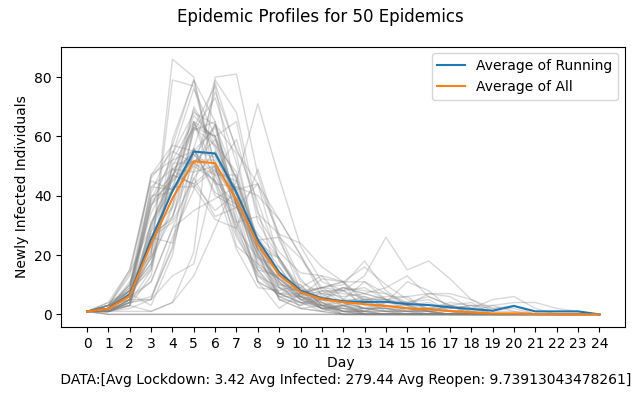 Epidemic Profiles for 50 Epidemics
Average of Running
Average of All
Newly Infected Individuals
80
60
40
20
0
0 1 2 3 4 5 6 7 8 9 10 11 12 13 14 15 16 17 18 19 20 21 22 23 24
Day
DATA:[Avg Lockdown: 3.42 Avg Infected: 279.44 Avg Reopen: 9.73913043478261]